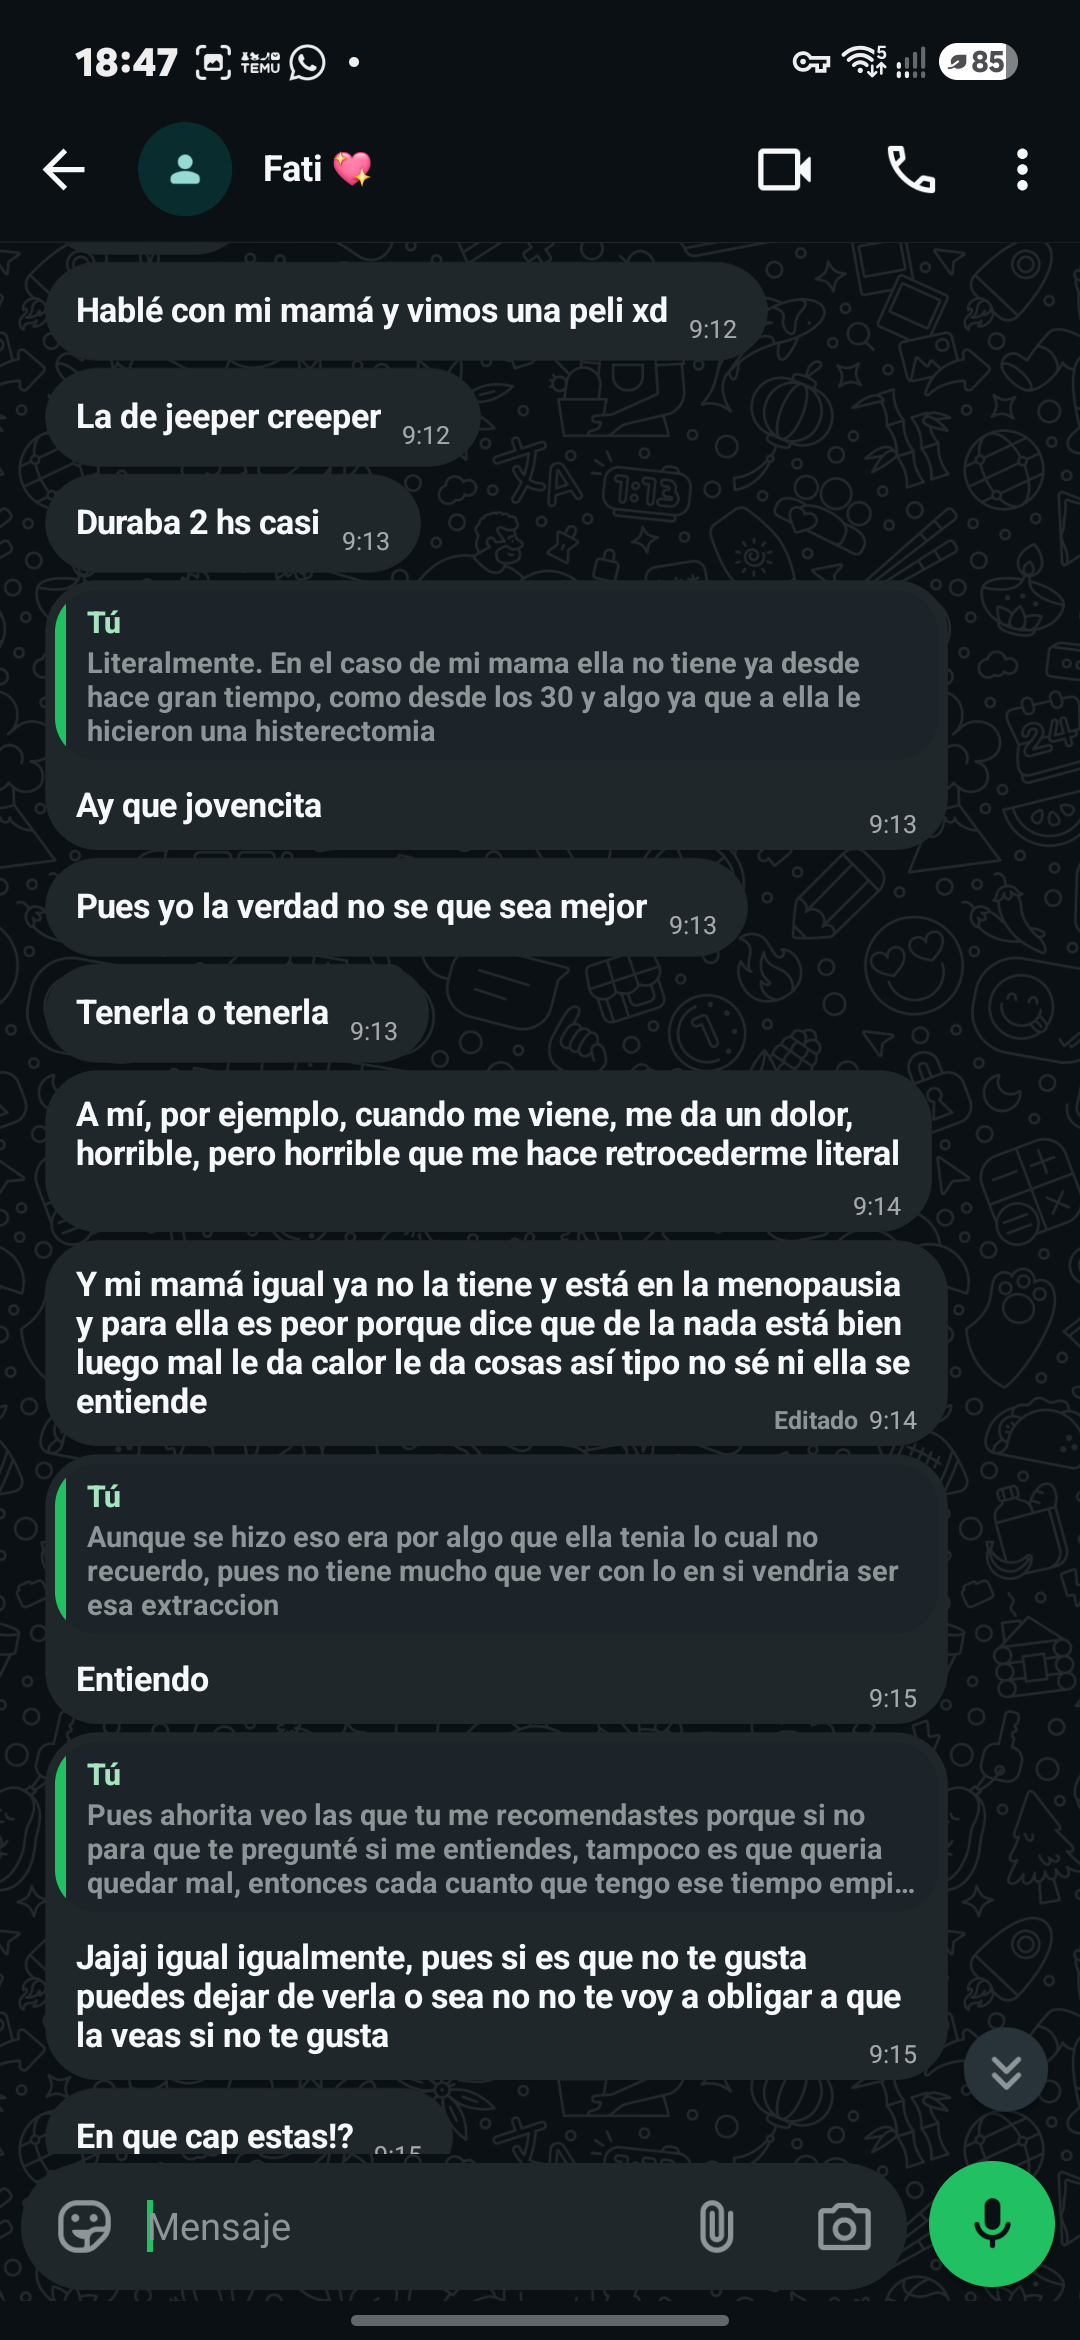 18:47
TEMU
5
85
Fati 💖
Hablé con mi mamá y vimos una peli xd
9:12
La de jeeper creeper
9:12
Duraba 2 hs casi
9:13
Tú
Literalmente. En el caso de mi mama ella no tiene ya desde
hace gran tiempo, como desde los 30 y algo ya que a ella le
hicieron una histerectomia
Ay que jovencita
9:13
Pues yo la verdad no se que sea mejor
9:13
Tenerla o tenerla
9:13
A mí, por ejemplo, cuando me viene, me da un dolor,
horrible, pero horrible que me hace retrocederme literal
9:14
Y mi mamá igual ya no la tiene y está en la menopausia
y para ella es peor porque dice que de la nada está bien
luego mal le da calor le da cosas así tipo no sé ni ella se
entiende
Editado 9:14
Tú
Aunque se hizo eso era por algo que ella tenia lo cual no
recuerdo, pues no tiene mucho que ver con lo en si vendria ser
esa extraccion
Entiendo
9:15
Tú
Pues ahorita veo las que tu me recomendastes porque si no
para que te pregunté si me entiendes, tampoco es que queria
quedar mal, entonces cada cuanto que tengo ese tiempo empi...
Jajaj igual igualmente, pues si es que no te gusta
puedes dejar de verla o sea no no te voy a obligar a que
la veas si no te gusta
9:15
En que cap estas!?
9:15
Mensaje